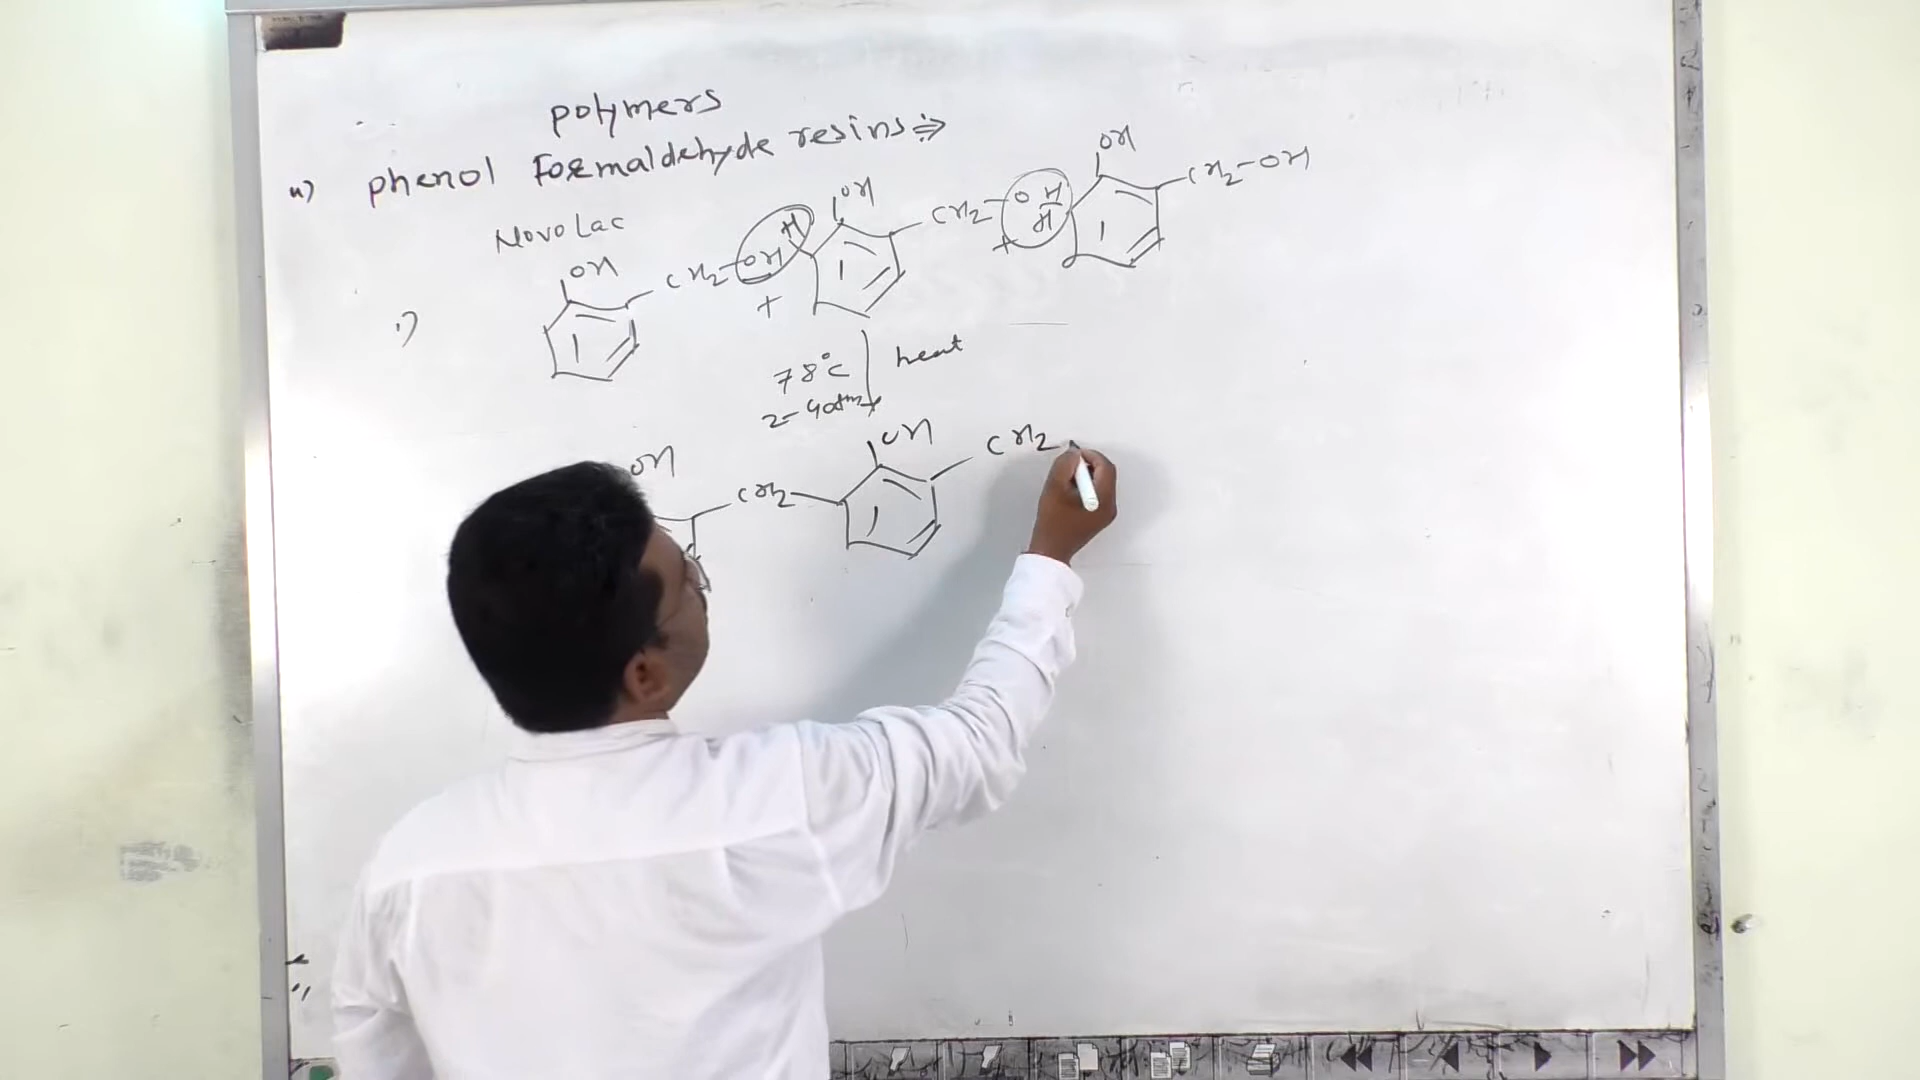 polymers
u) phenol Formaldehyde resins ⇒
Novolac
OH CH2-OH H OH CH2-O H H OH CH2-OH
1) + +
78°C heat
2-4 atm
OH CH2 OH CH2